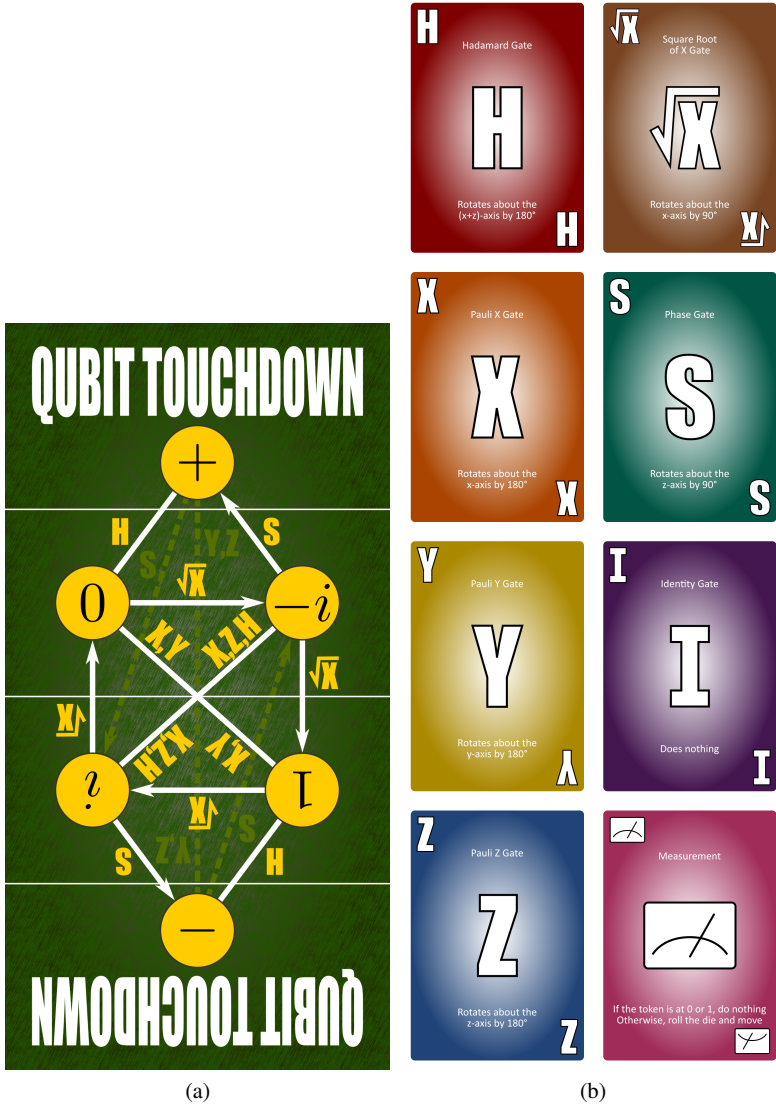 QUBIT TOUCHDOWN
+
H
S
S
Y,Z
√X
0
−i
X,Y
X,Z,H
√X
√X
X,Z,H
X,Y
i
1
√X
S
Y,Z
S
H
−
QUBIT TOUCHDOWN
(a)
H
Hadamard Gate
H
Rotates about the
(x+z)-axis by 180°
H
√X
Square Root
of X Gate
√X
Rotates about the
x-axis by 90°
√X
X
Pauli X Gate
X
Rotates about the
x-axis by 180°
X
S
Phase Gate
S
Rotates about the
z-axis by 90°
S
Y
Pauli Y Gate
Y
Rotates about the
y-axis by 180°
Y
I
Identity Gate
I
Does nothing
I
Z
Pauli Z Gate
Z
Rotates about the
z-axis by 180°
Z
Measurement
If the token is at 0 or 1, do nothing
Otherwise, roll the die and move
(b)